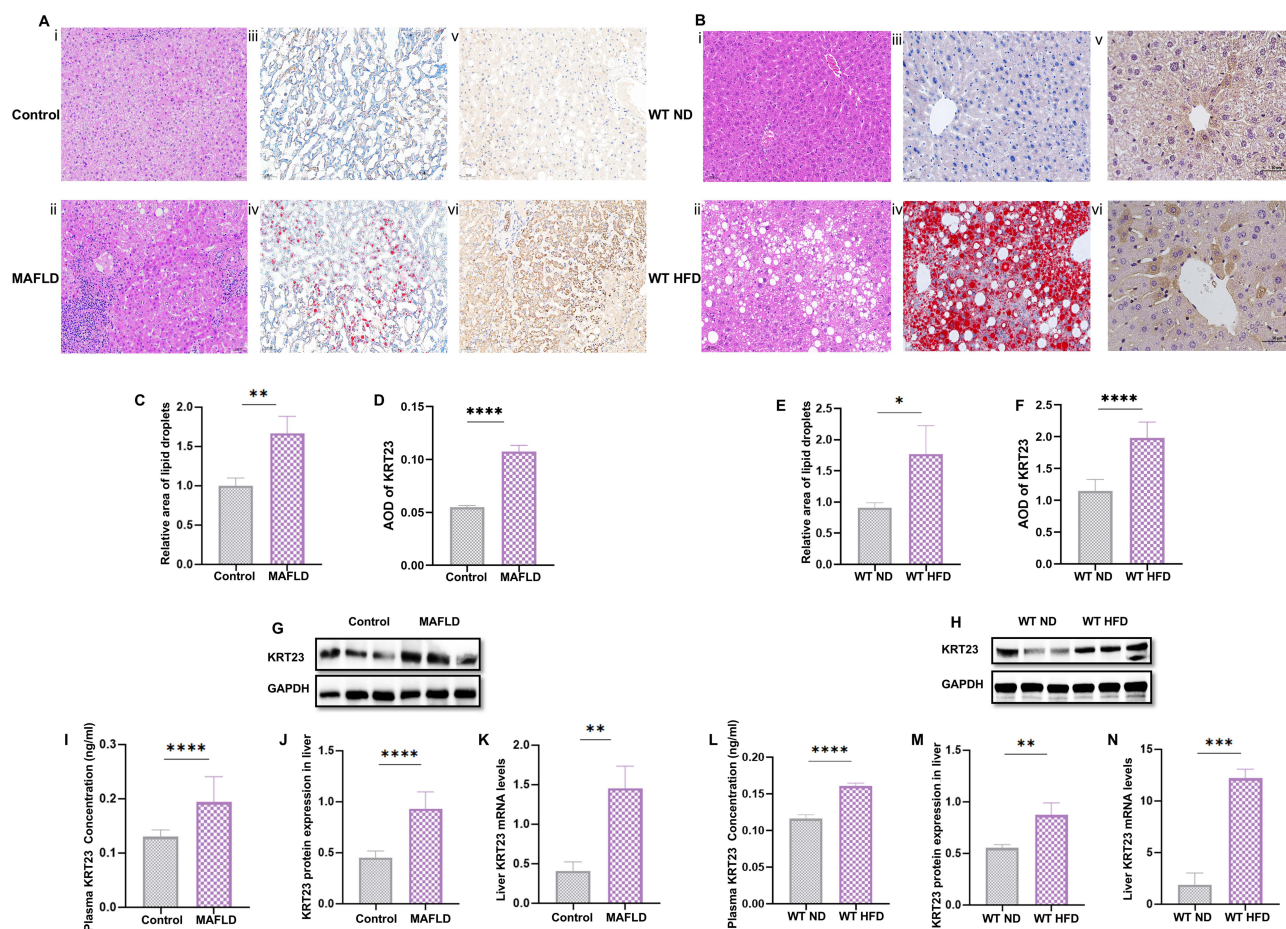 A
B
i
iii
v
i
iii
v
Control
WT ND
ii
iv
vi
ii
iv
vi
MAFLD
WT HFD
C
Relative area of lipid droplets
2.0
1.5
1.0
0.5
0.0
**
Control
MAFLD
D
AOD of KRT23
0.15
0.10
0.05
0.00
****
Control
MAFLD
E
Relative area of lipid droplets
2.5
2.0
1.5
1.0
0.5
0.0
*
WT ND
WT HFD
F
AOD of KRT23
2.5
2.0
1.5
1.0
0.5
0.0
****
WT ND
WT HFD
G
Control
MAFLD
KRT23
GAPDH
H
WT ND
WT HFD
KRT23
GAPDH
I
Plasma KRT23 Concentration (ng/ml)
0.3
0.2
0.1
0.0
****
Control
MAFLD
J
KRT23 protein expression in liver
1.5
1.0
0.5
0.0
****
Control
MAFLD
K
Liver KRT23 mRNA levels
2.0
1.5
1.0
0.5
0.0
**
Control
MAFLD
L
Plasma KRT23 Concentration (ng/ml)
0.20
0.15
0.10
0.05
0.00
****
WT ND
WT HFD
M
KRT23 protein expression in liver
1.5
1.0
0.5
0.0
**
WT ND
WT HFD
N
Liver KRT23 mRNA levels
15
10
5
0
***
WT ND
WT HFD